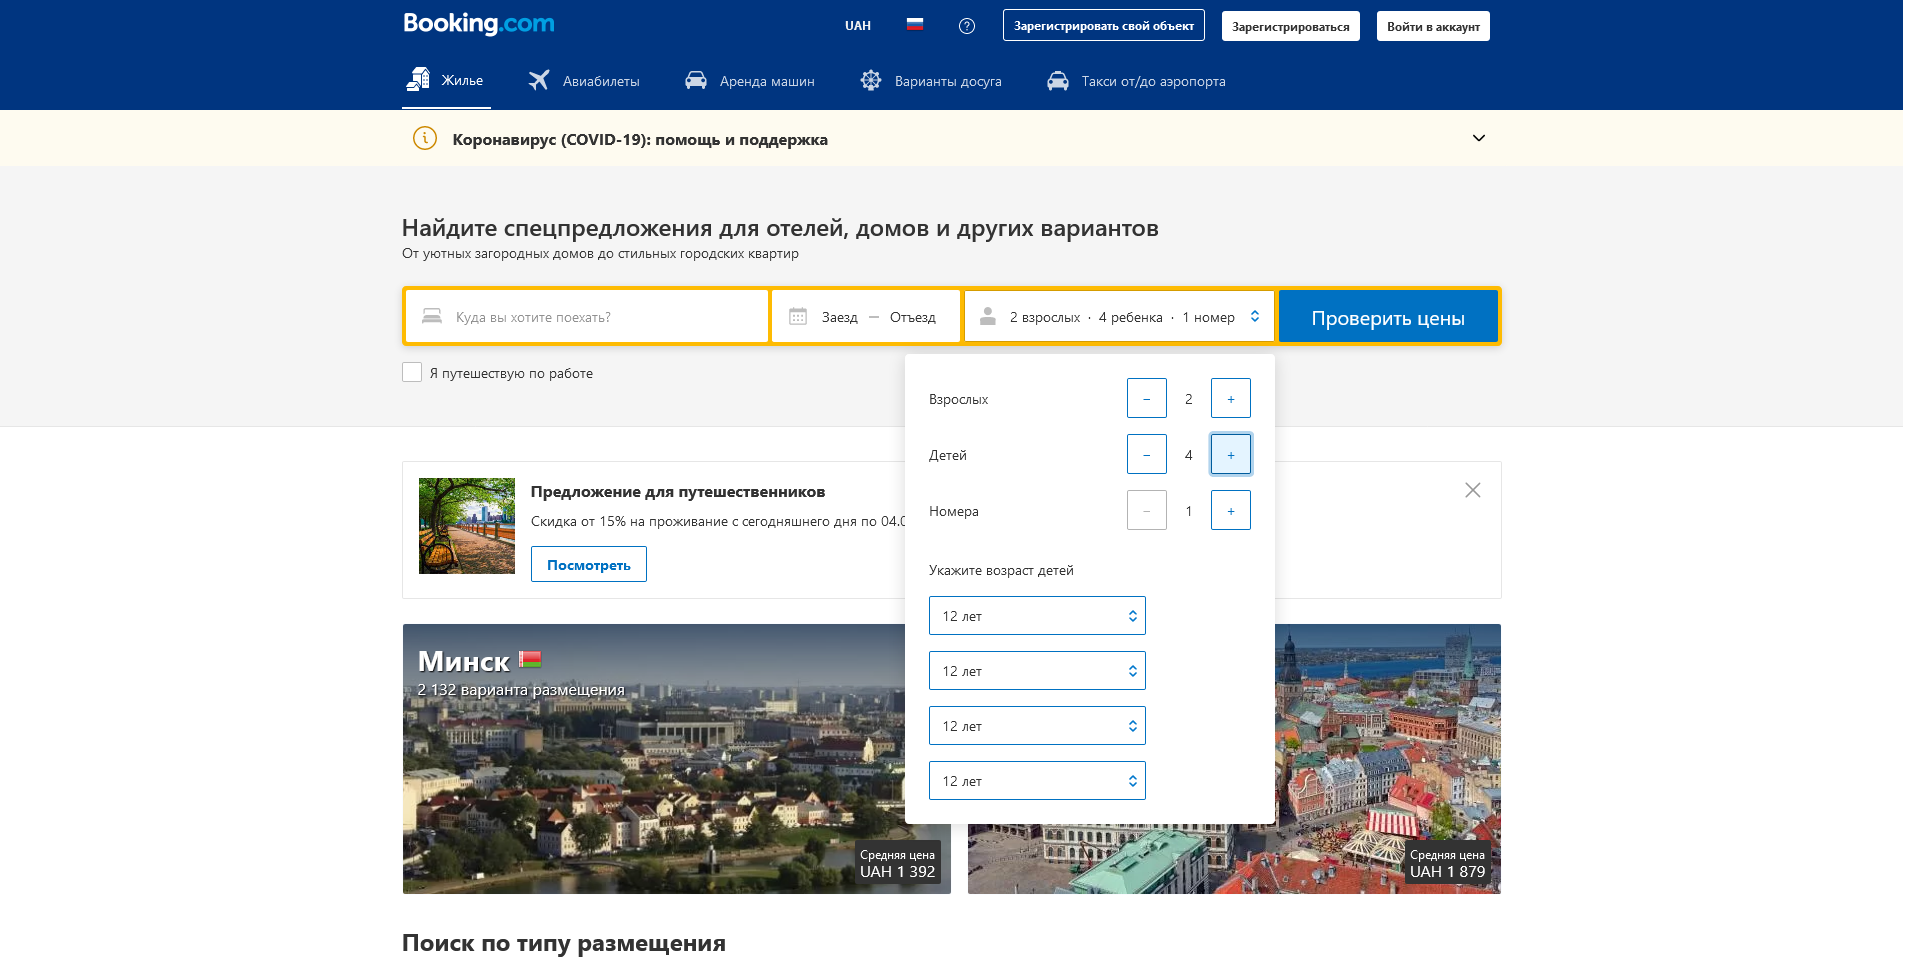 Booking.com
UAH
Зарегистрировать свой объект
Зарегистрироваться
Войти в аккаунт
Жилье
Авиабилеты
Аренда машин
Варианты досуга
Такси от/до аэропорта
Коронавирус (COVID-19): помощь и поддержка
Найдите спецпредложения для отелей, домов и других вариантов
От уютных загородных домов до стильных городских квартир
Куда вы хотите поехать?
Заезд — Отъезд
2 взрослых · 4 ребенка · 1 номер
Проверить цены
Я путешествую по работе
Взрослых − 2 +
Детей − 4 +
Номера − 1 +
Укажите возраст детей
12 лет
12 лет
12 лет
12 лет
Предложение для путешественников
Скидка от 15% на проживание с сегодняшнего дня по 04.
Посмотреть
Минск
2 132 варианта размещения
Средняя цена
UAH 1 392
Средняя цена
UAH 1 879
Поиск по типу размещения